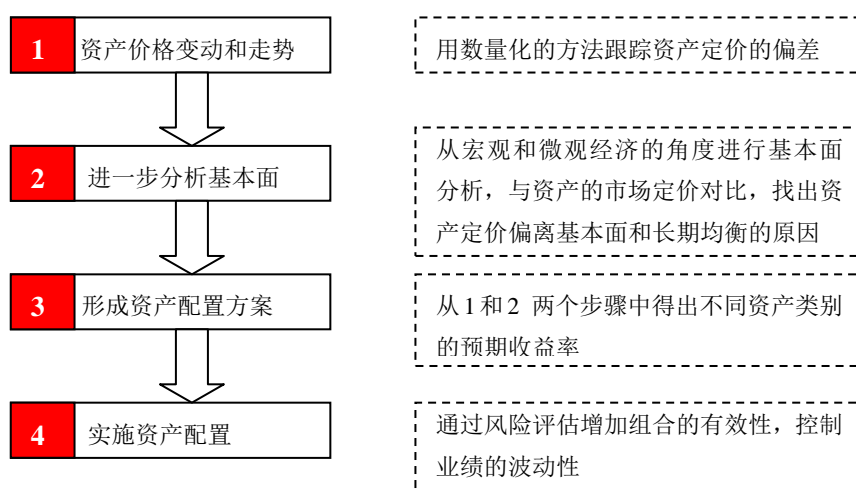 1 资产价格变动和走势
用数量化的方法跟踪资产定价的偏差
2 进一步分析基本面
从宏观和微观经济的角度进行基本面
分析，与资产的市场定价对比，找出资
产定价偏离基本面和长期均衡的原因
3 形成资产配置方案
从1和2 两个步骤中得出不同资产类别
的预期收益率
4 实施资产配置
通过风险评估增加组合的有效性，控制
业绩的波动性